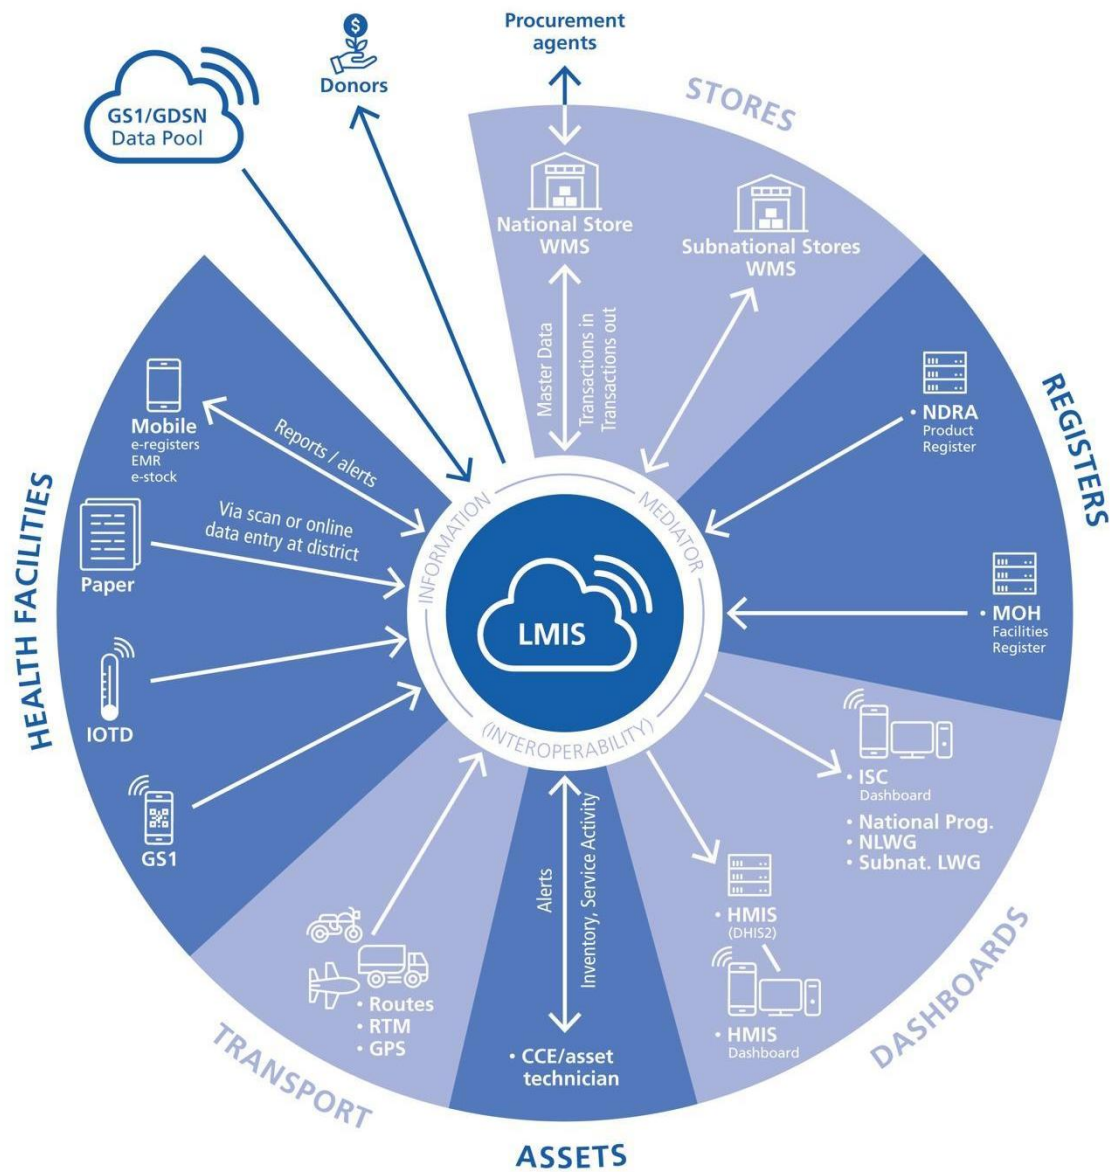 GS1/GDSN
Data Pool
Donors
Procurement
agents
STORES
National Store
WMS
Subnational Stores
WMS
Master Data
Transactions in
Transactions out
REGISTERS
• NDRA
Product
Register
• MOH
Facilities
Register
HEALTH FACILITIES
Mobile
e-registers
EMR
e-stock
Reports / alerts
Paper
Via scan or online
data entry at district
IOTD
GS1
INFORMATION
MEDIATOR
(INTEROPERABILITY)
LMIS
DASHBOARDS
• ISC
Dashboard
• National Prog.
• NLWG
• Subnat. LWG
• HMIS
(DHIS2)
• HMIS
Dashboard
TRANSPORT
• Routes
• RTM
• GPS
ASSETS
Alerts
Inventory, Service Activity
• CCE/asset
technician